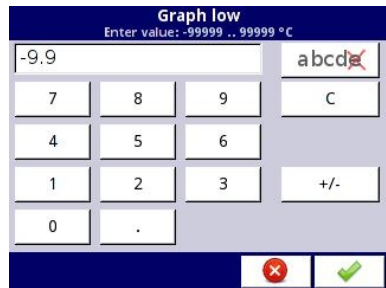 Graph low
Enter value: -99999 .. 99999 °C
-9.9
abcde
7 8 9 C
4 5 6
1 2 3 +/-
0 .